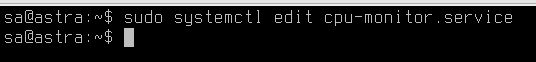 sa@astra:~$ sudo systemctl edit cpu-monitor.service
sa@astra:~$